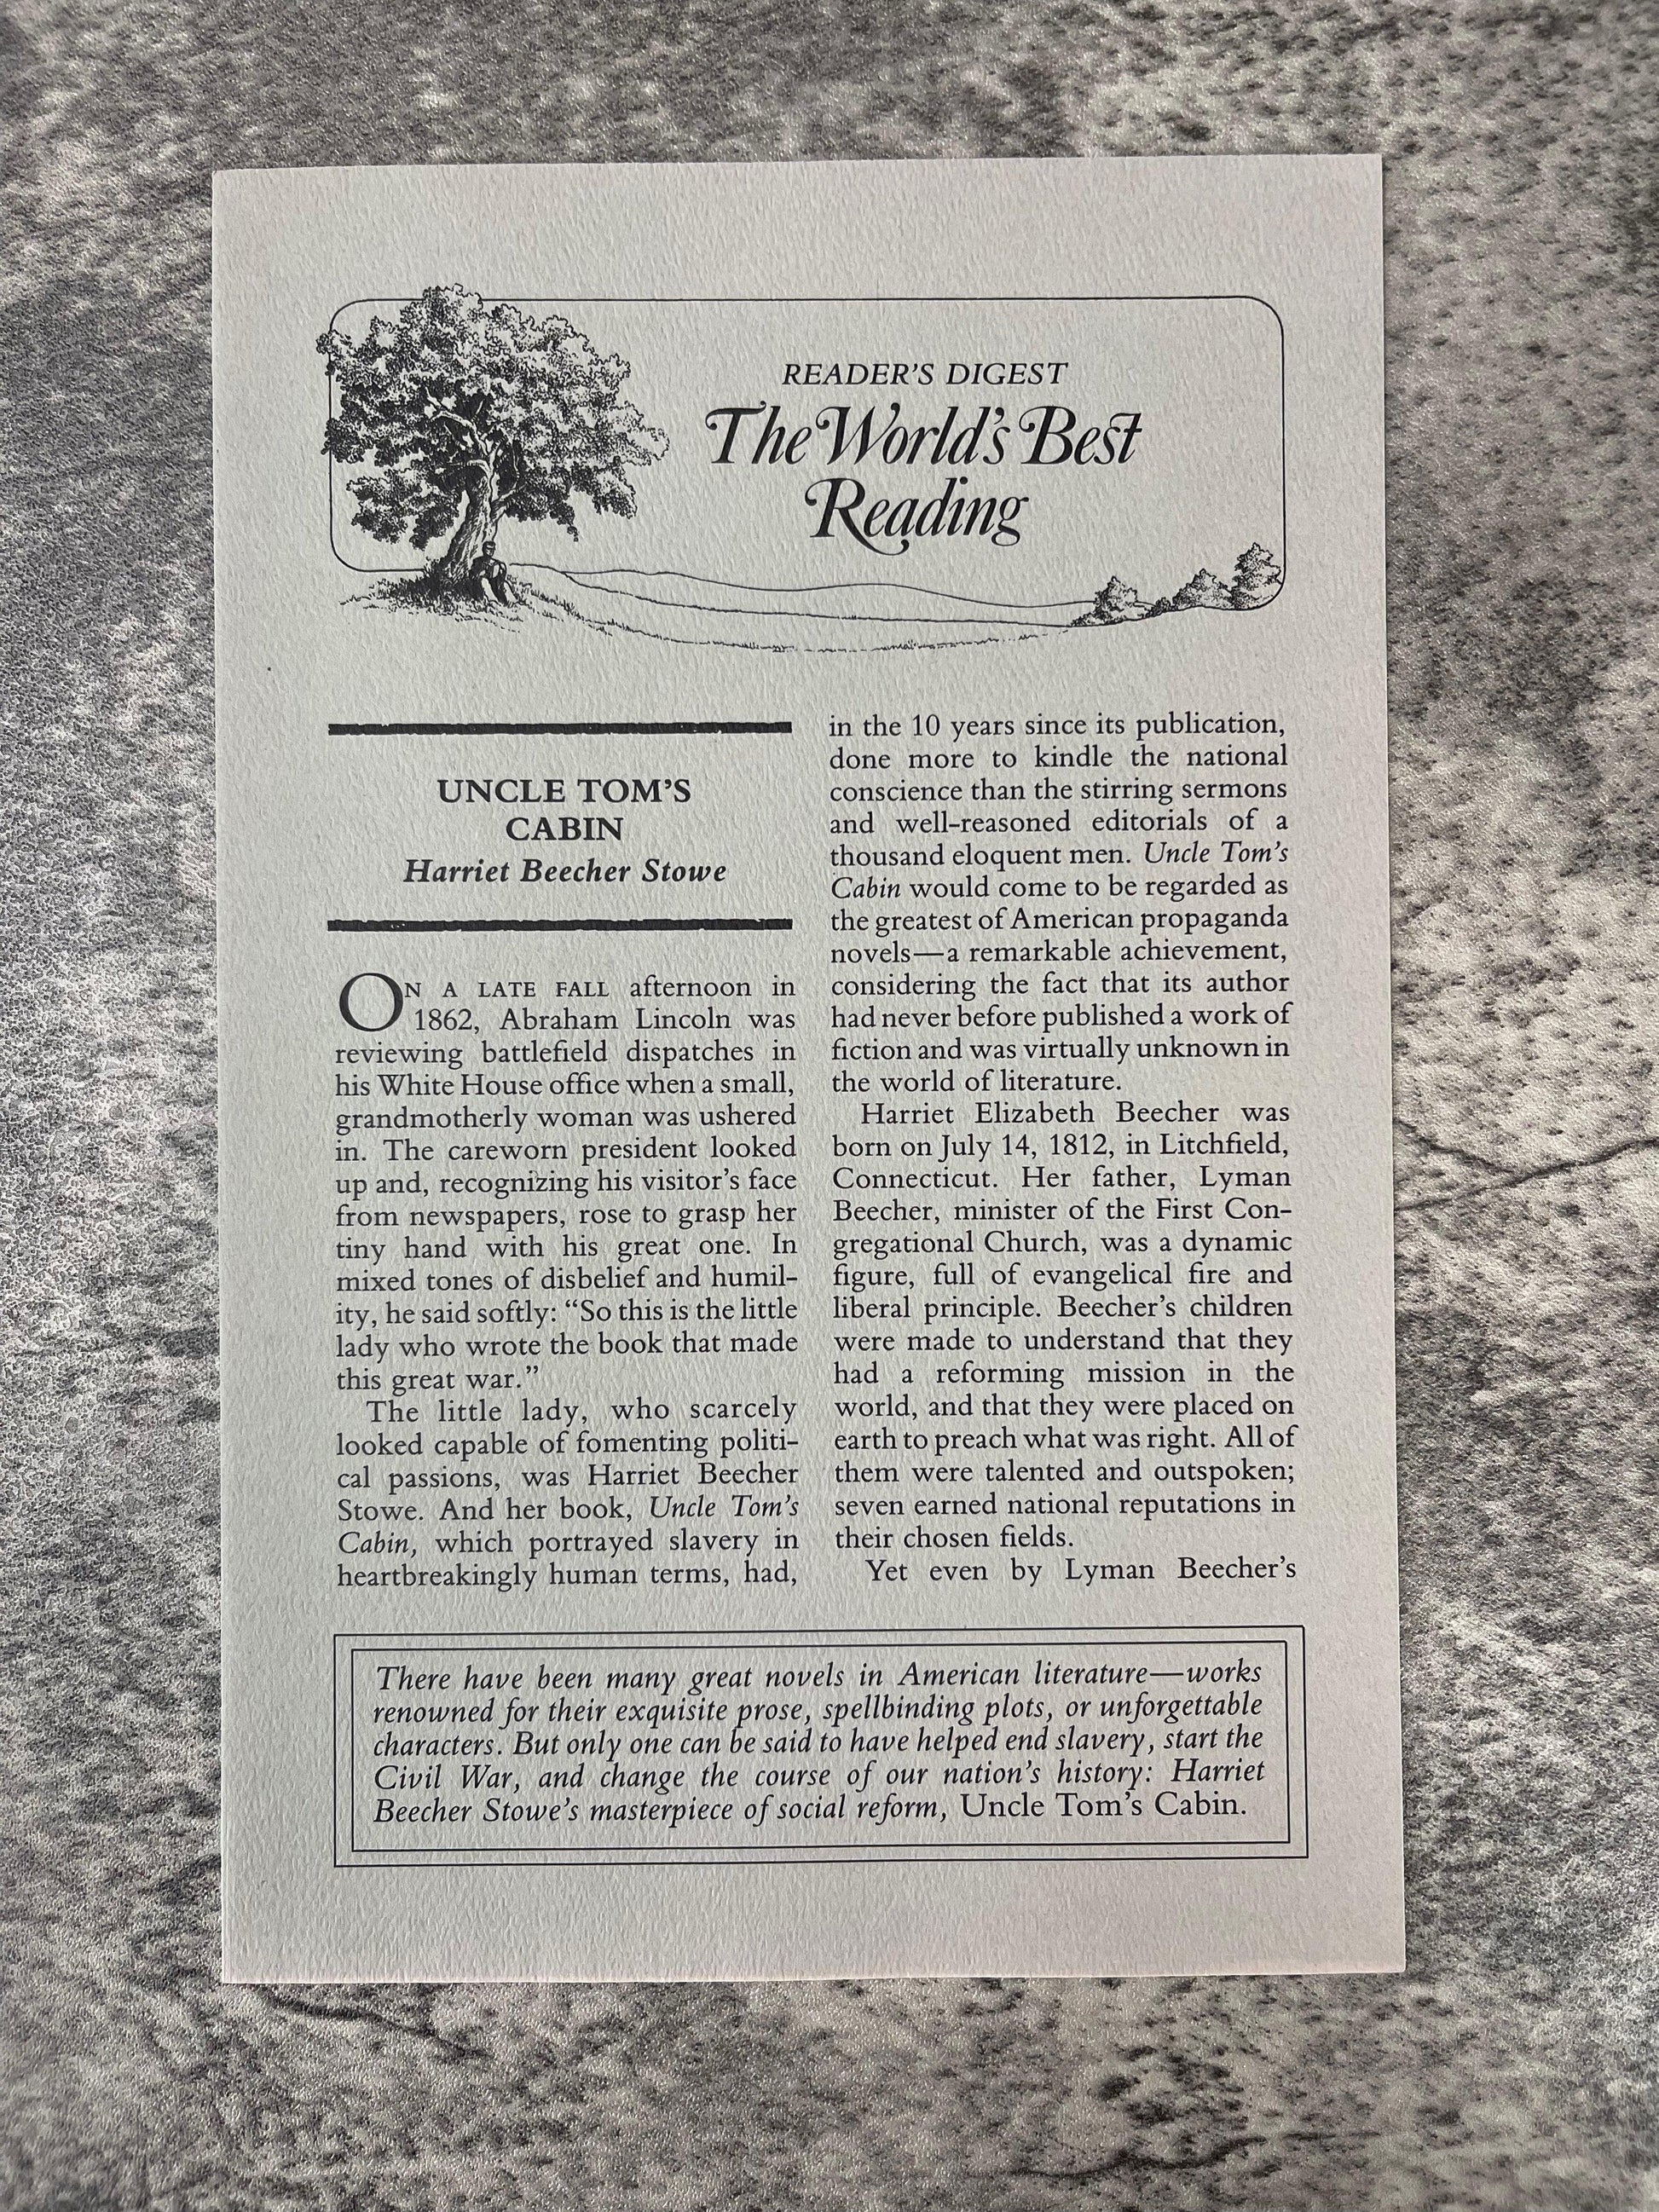 READER'S DIGEST
The World's Best
Reading
UNCLE TOM'S
CABIN
Harriet Beecher Stowe
ON A LATE FALL afternoon in
1862, Abraham Lincoln was
reviewing battlefield dispatches in
his White House office when a small,
grandmotherly woman was ushered
in. The careworn president looked
up and, recognizing his visitor's face
from newspapers, rose to grasp her
tiny hand with his great one. In
mixed tones of disbelief and humil-
ity, he said softly: “So this is the little
lady who wrote the book that made
this great war.”
The little lady, who scarcely
looked capable of fomenting politi-
cal passions, was Harriet Beecher
Stowe. And her book, Uncle Tom's
Cabin, which portrayed slavery in
heartbreakingly human terms, had,
in the 10 years since its publication,
done more to kindle the national
conscience than the stirring sermons
and well-reasoned editorials of a
thousand eloquent men. Uncle Tom's
Cabin would come to be regarded as
the greatest of American propaganda
novels—a remarkable achievement,
considering the fact that its author
had never before published a work of
fiction and was virtually unknown in
the world of literature.
Harriet Elizabeth Beecher was
born on July 14, 1812, in Litchfield,
Connecticut. Her father, Lyman
Beecher, minister of the First Con-
gregational Church, was a dynamic
figure, full of evangelical fire and
liberal principle. Beecher's children
were made to understand that they
had a reforming mission in the
world, and that they were placed on
earth to preach what was right. All of
them were talented and outspoken;
seven earned national reputations in
their chosen fields.
Yet even by Lyman Beecher's
There have been many great novels in American literature—works
renowned for their exquisite prose, spellbinding plots, or unforgettable
characters. But only one can be said to have helped end slavery, start the
Civil War, and change the course of our nation's history: Harriet
Beecher Stowe's masterpiece of social reform, Uncle Tom's Cabin.